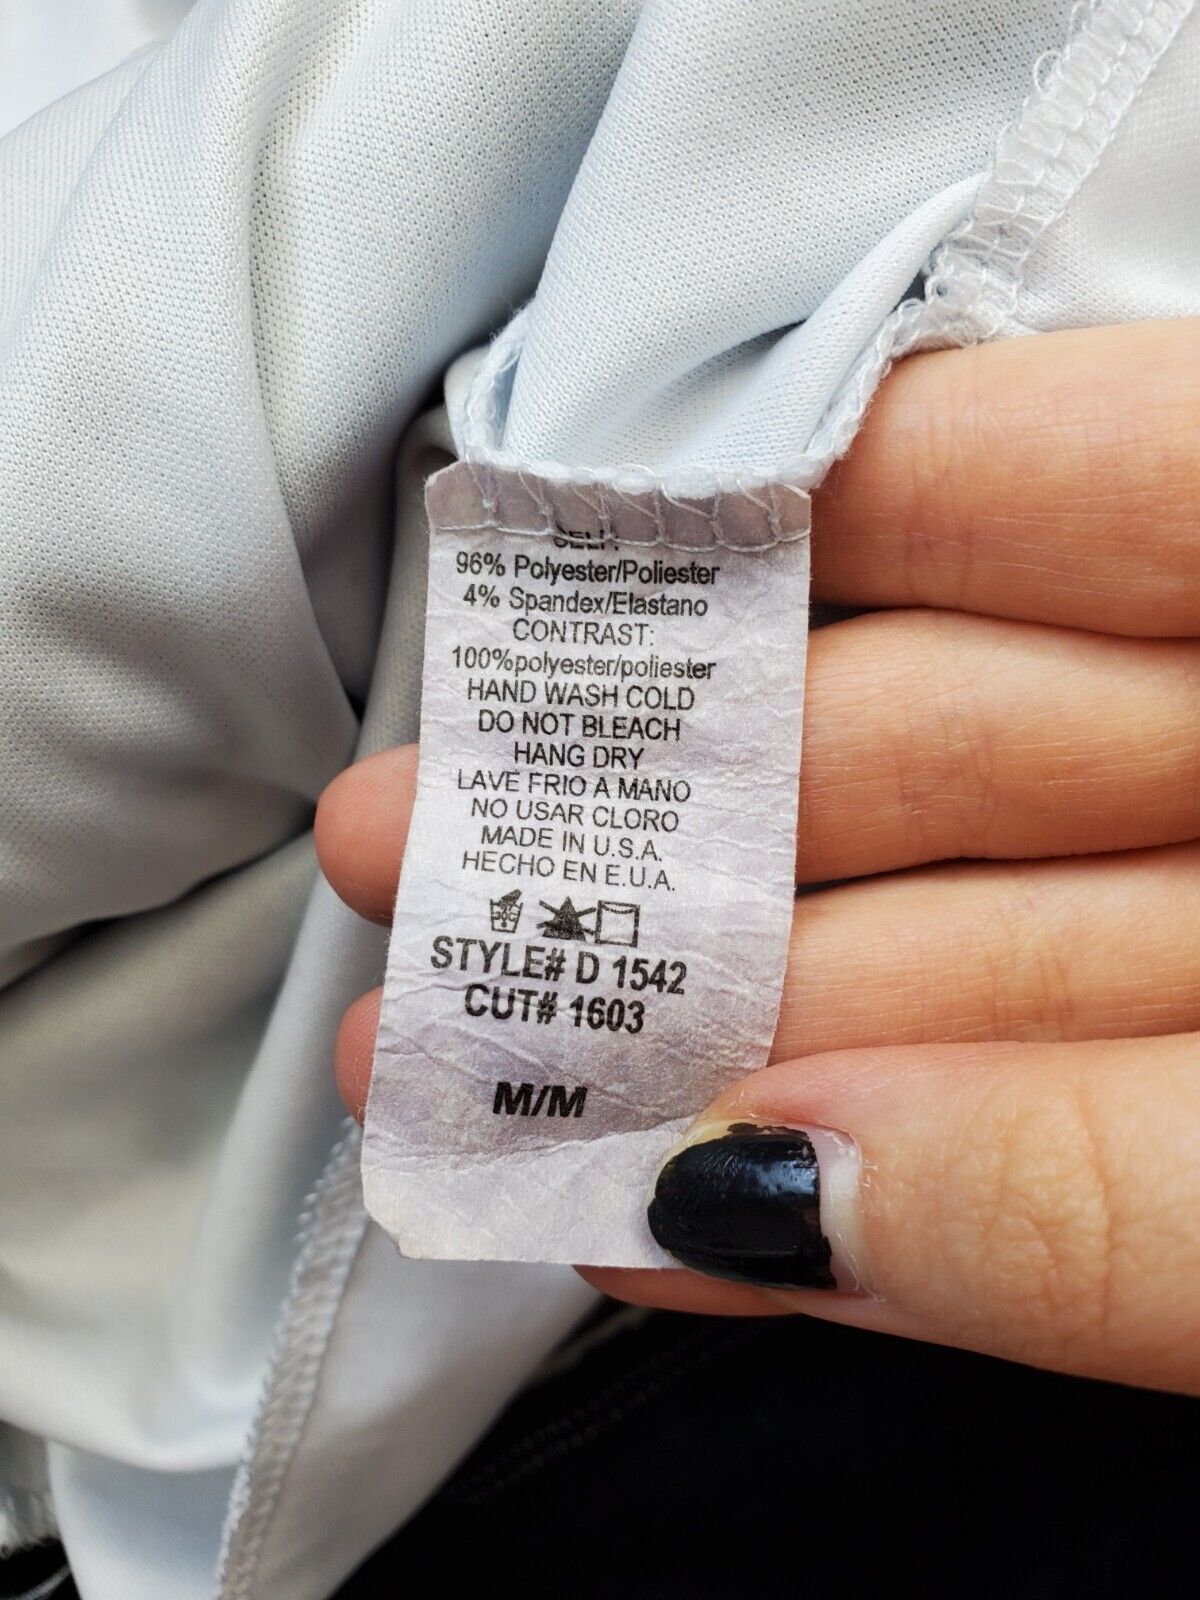 SELF:
96% Polyester/Poliester
4% Spandex/Elastano
CONTRAST:
100%polyester/poliester
HAND WASH COLD
DO NOT BLEACH
HANG DRY
LAVE FRIO A MANO
NO USAR CLORO
MADE IN U.S.A.
HECHO EN E.U.A.
STYLE# D 1542
CUT# 1603
M/M